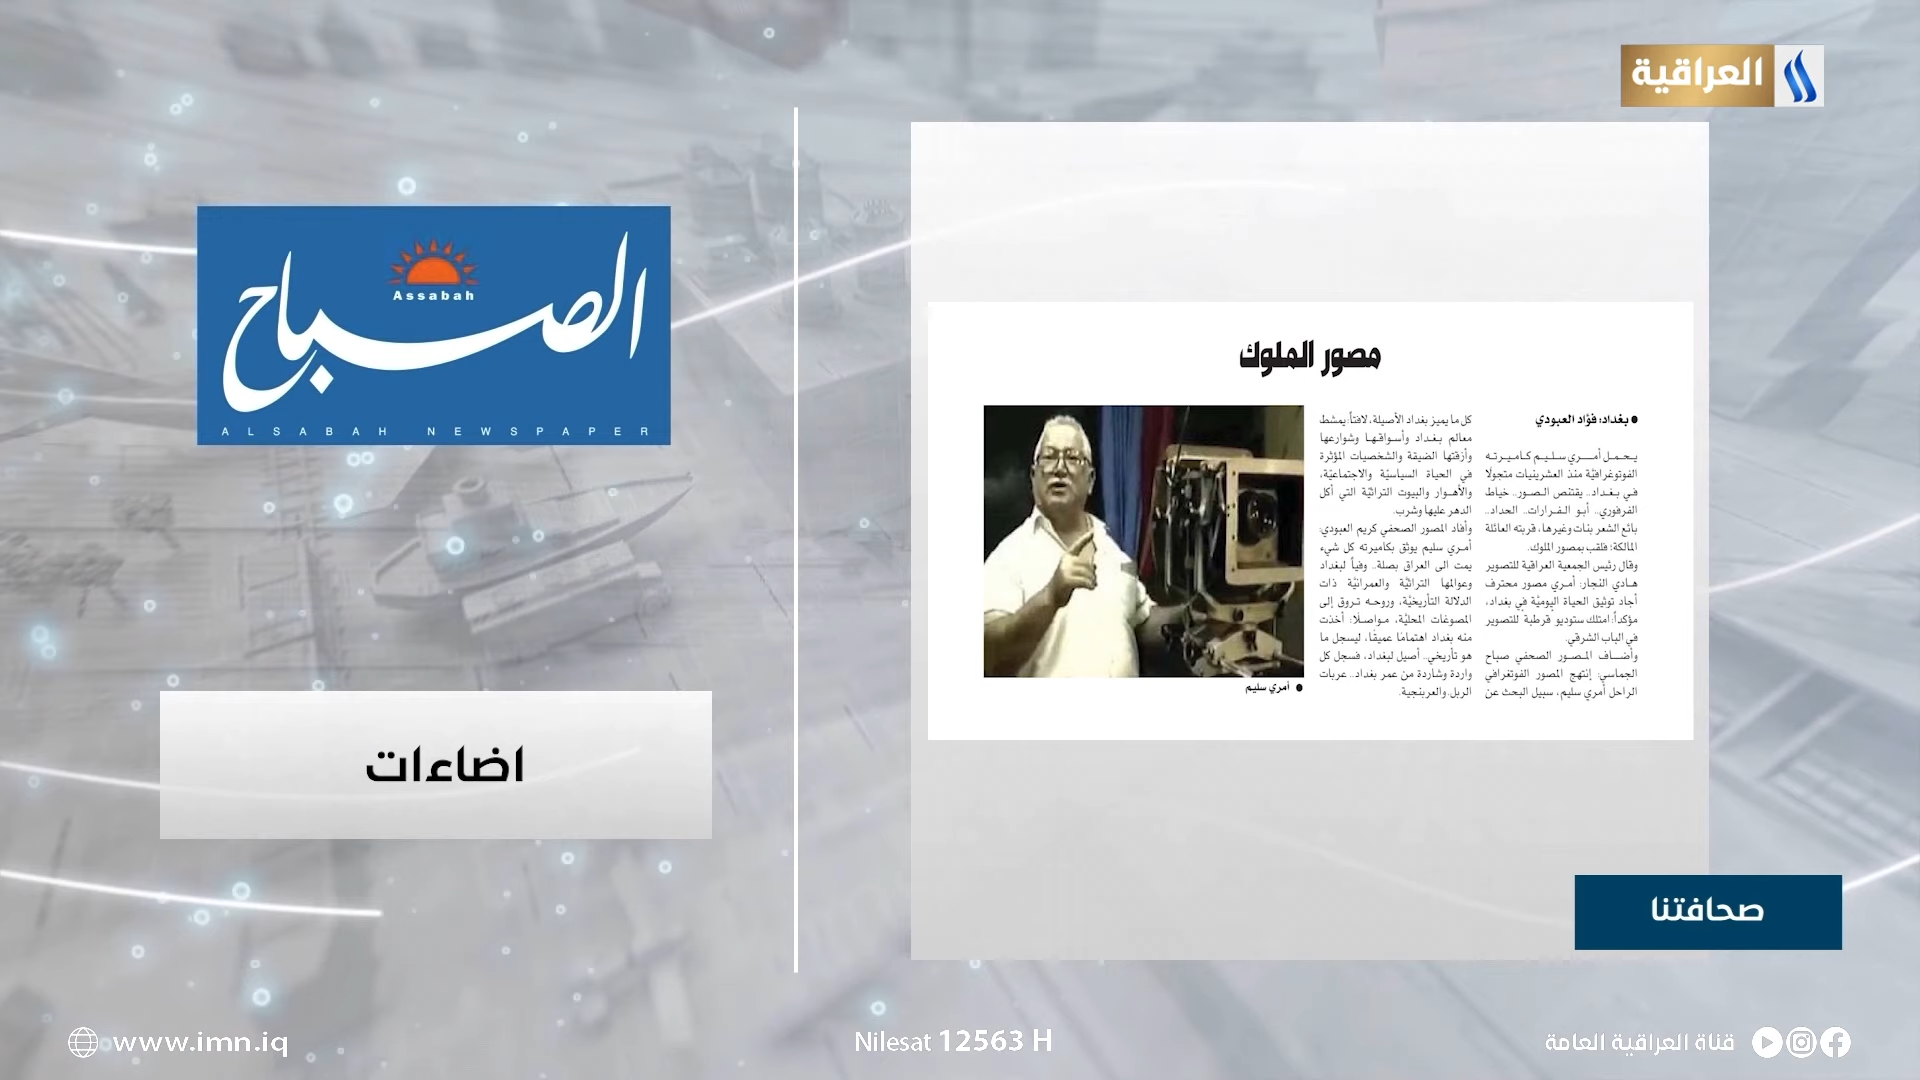 العراقية
Assabah
الصباح
ALSABAH NEWSPAPER
اضاءات
مصور الملوك
● بغداد: فؤاد العبودي
يحمل أمري سليم كاميرته
الفوتوغرافيّة منذ العشرينيات متجولًا
في بغداد.. يقتنص الصور.. خياط
الفرفوري.. أبو الفرارات.. الحداد..
بائع الشعر بنات وغيرها، قربته العائلة
المالكة؛ فلقب بمصور الملوك.
وقال رئيس الجمعية العراقية للتصوير
هادي النجار: أمري مصور محترف
أجاد توثيق الحياة اليوميَّة في بغداد،
مؤكداً: امتلك ستوديو قرطبة للتصوير
في الباب الشرقي.
وأضاف المصور الصحفي صباح
الجماسي: إنتهج المصور الفوتغرافي
الراحل أمري سليم، سبيل البحث عن
كل ما يميز بغداد الأصيلة، لافتاً: يمشط
معالم بغداد وأسواقها وشوارعها
وأزقتها الضيقة والشخصيات المؤثرة
في الحياة السياسيّة والاجتماعيّة،
والأهوار والبيوت التراثيّة التي أكل
الدهر عليها وشرب.
وأفاد المصور الصحفي كريم العبودي:
أمري سليم يوثق بكاميرته كل شيء
يمت الى العراق بصلة.. وفياً لبغداد
وعوالمها التراثيّة والعمرانيّة ذات
الدلالة التأريخيّة، وروحه تروق إلى
المصوغات المحليّة، مواصلًا: أخذت
منه بغداد اهتمامًا عميقًا، ليسجل ما
هو تأريخي.. أصيل لبغداد، فسجل كل
واردة وشاردة من عمر بغداد.. عربات
الربل والعربنجية.
● أمري سليم
صحافتنا
www.imn.iq
Nilesat 12563 H
قناة العراقية العامة